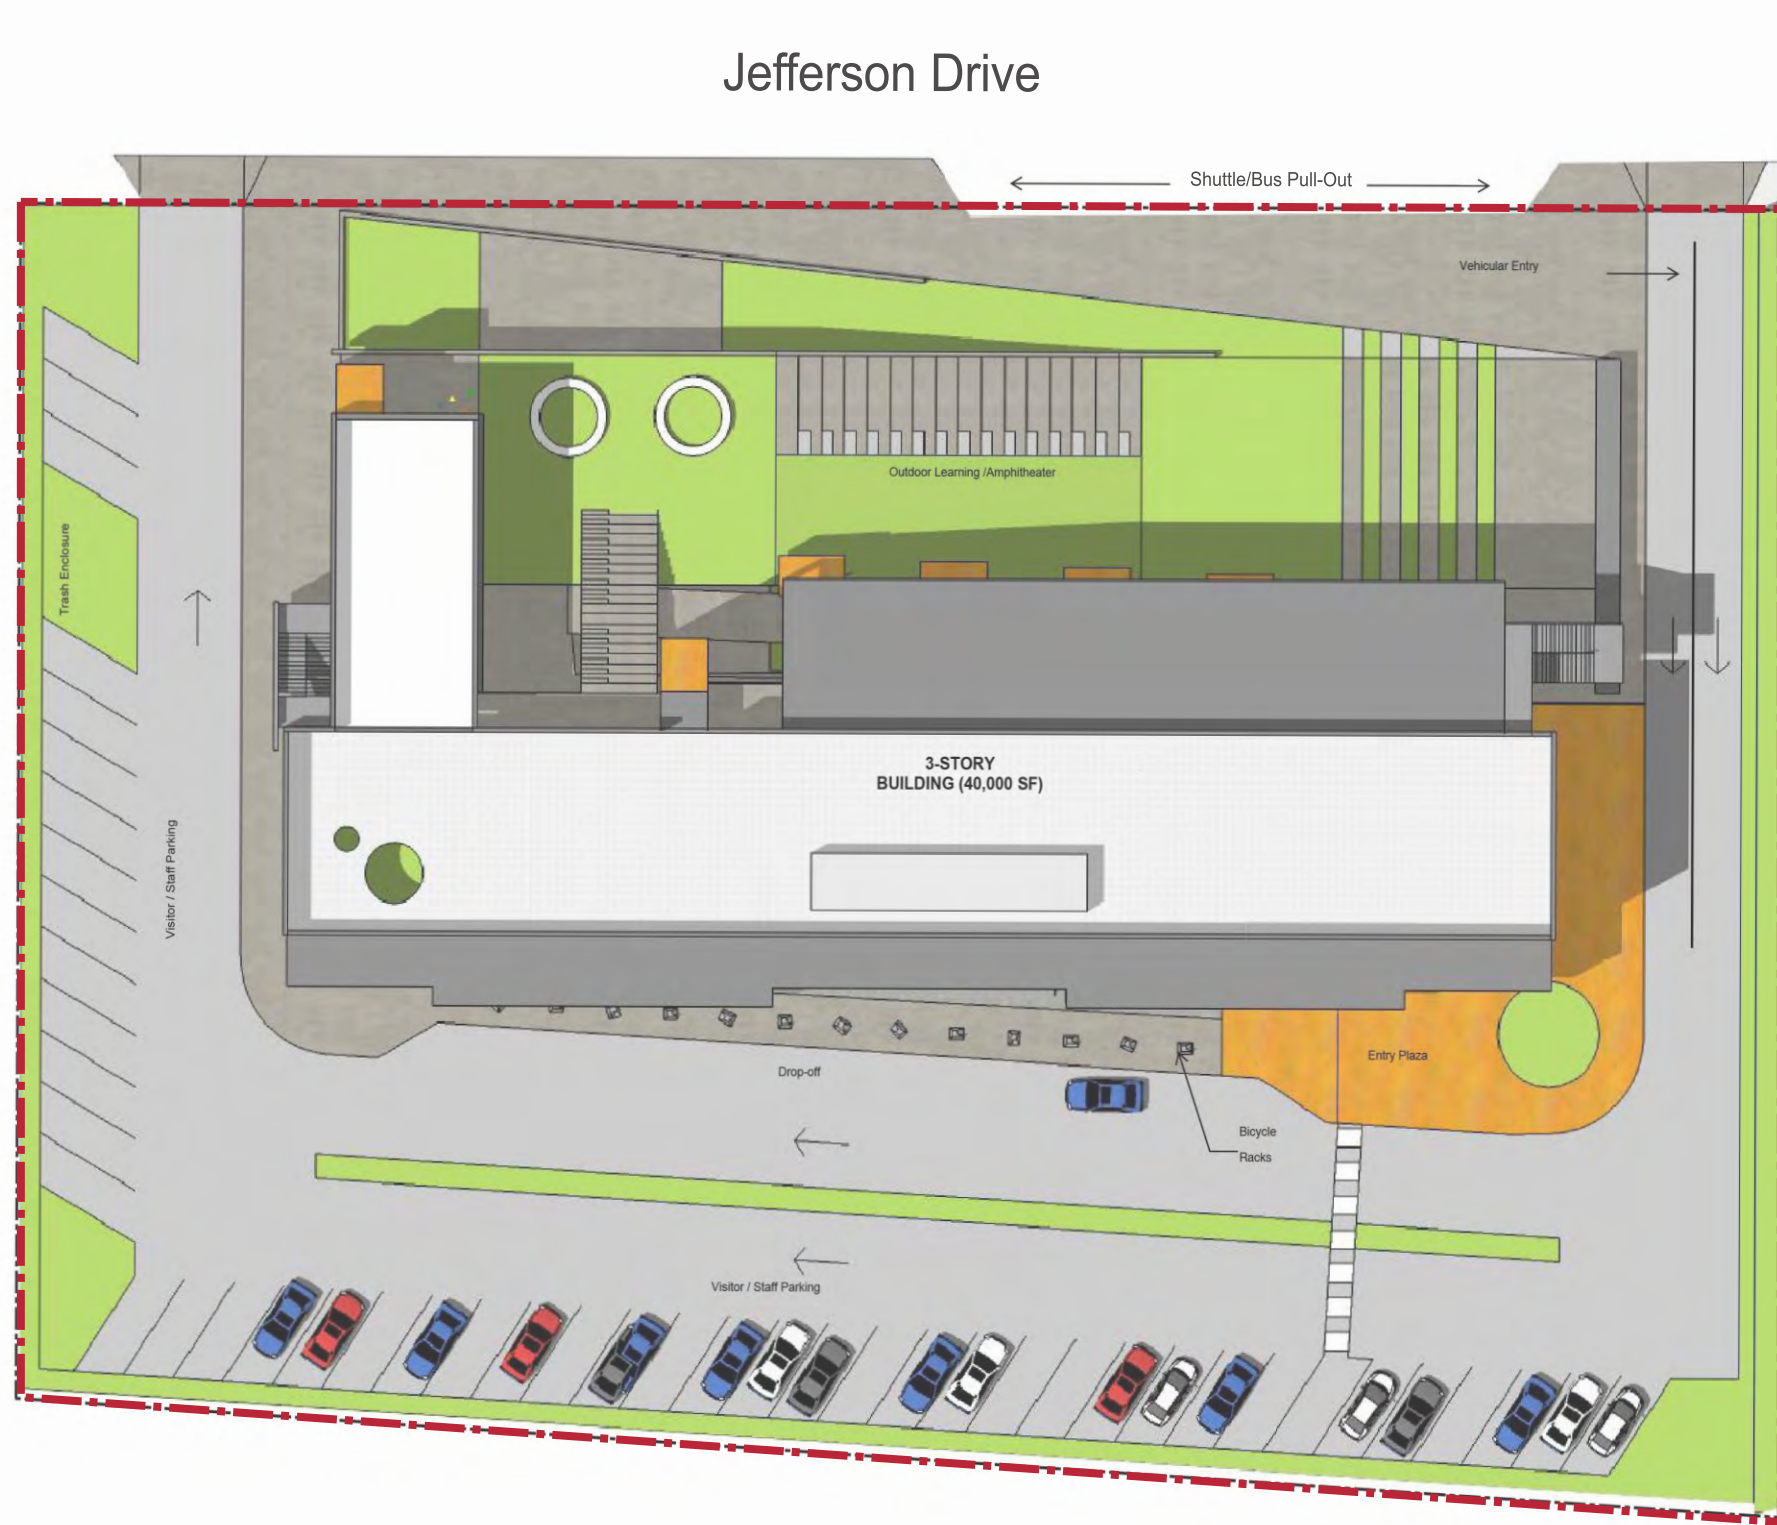 Jefferson Drive
Shuttle/Bus Pull-Out
Vehicular Entry
Outdoor Learning /Amphitheater
Trash Enclosure
3-STORY
BUILDING (40,000 SF)
Visitor / Staff Parking
Entry Plaza
Drop-off
Bicycle
Racks
Visitor / Staff Parking